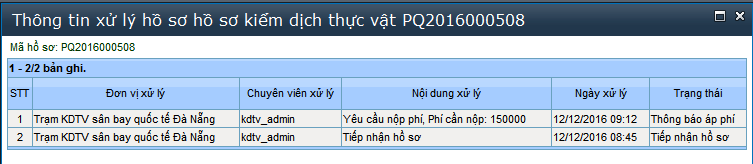 Thông tin xử lý hồ sơ hồ sơ kiểm dịch thực vật PQ2016000508
Mã hồ sơ: PQ2016000508
1 - 2/2 bản ghi.
STT Đơn vị xử lý Chuyên viên xử lý Nội dung xử lý Ngày xử lý Trạng thái
1 Trạm KDTV sân bay quốc tế Đà Nẵng kdtv_admin Yêu cầu nộp phí, Phí cần nộp: 150000 12/12/2016 09:12 Thông báo áp phí
2 Trạm KDTV sân bay quốc tế Đà Nẵng kdtv_admin Tiếp nhận hồ sơ 12/12/2016 08:45 Tiếp nhận hồ sơ